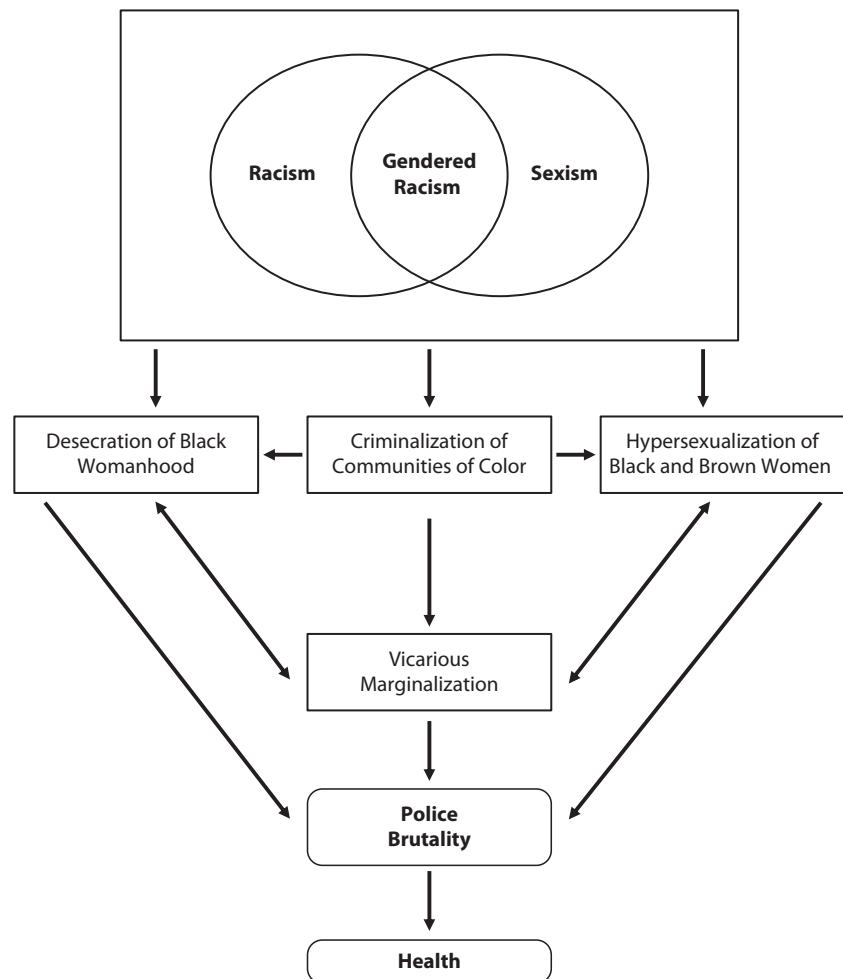 Racism
Gendered
Racism
Sexism
Desecration of Black
Womanhood
Criminalization of
Communities of Color
Hypersexualization of
Black and Brown Women
Vicarious
Marginalization
Police
Brutality
Health